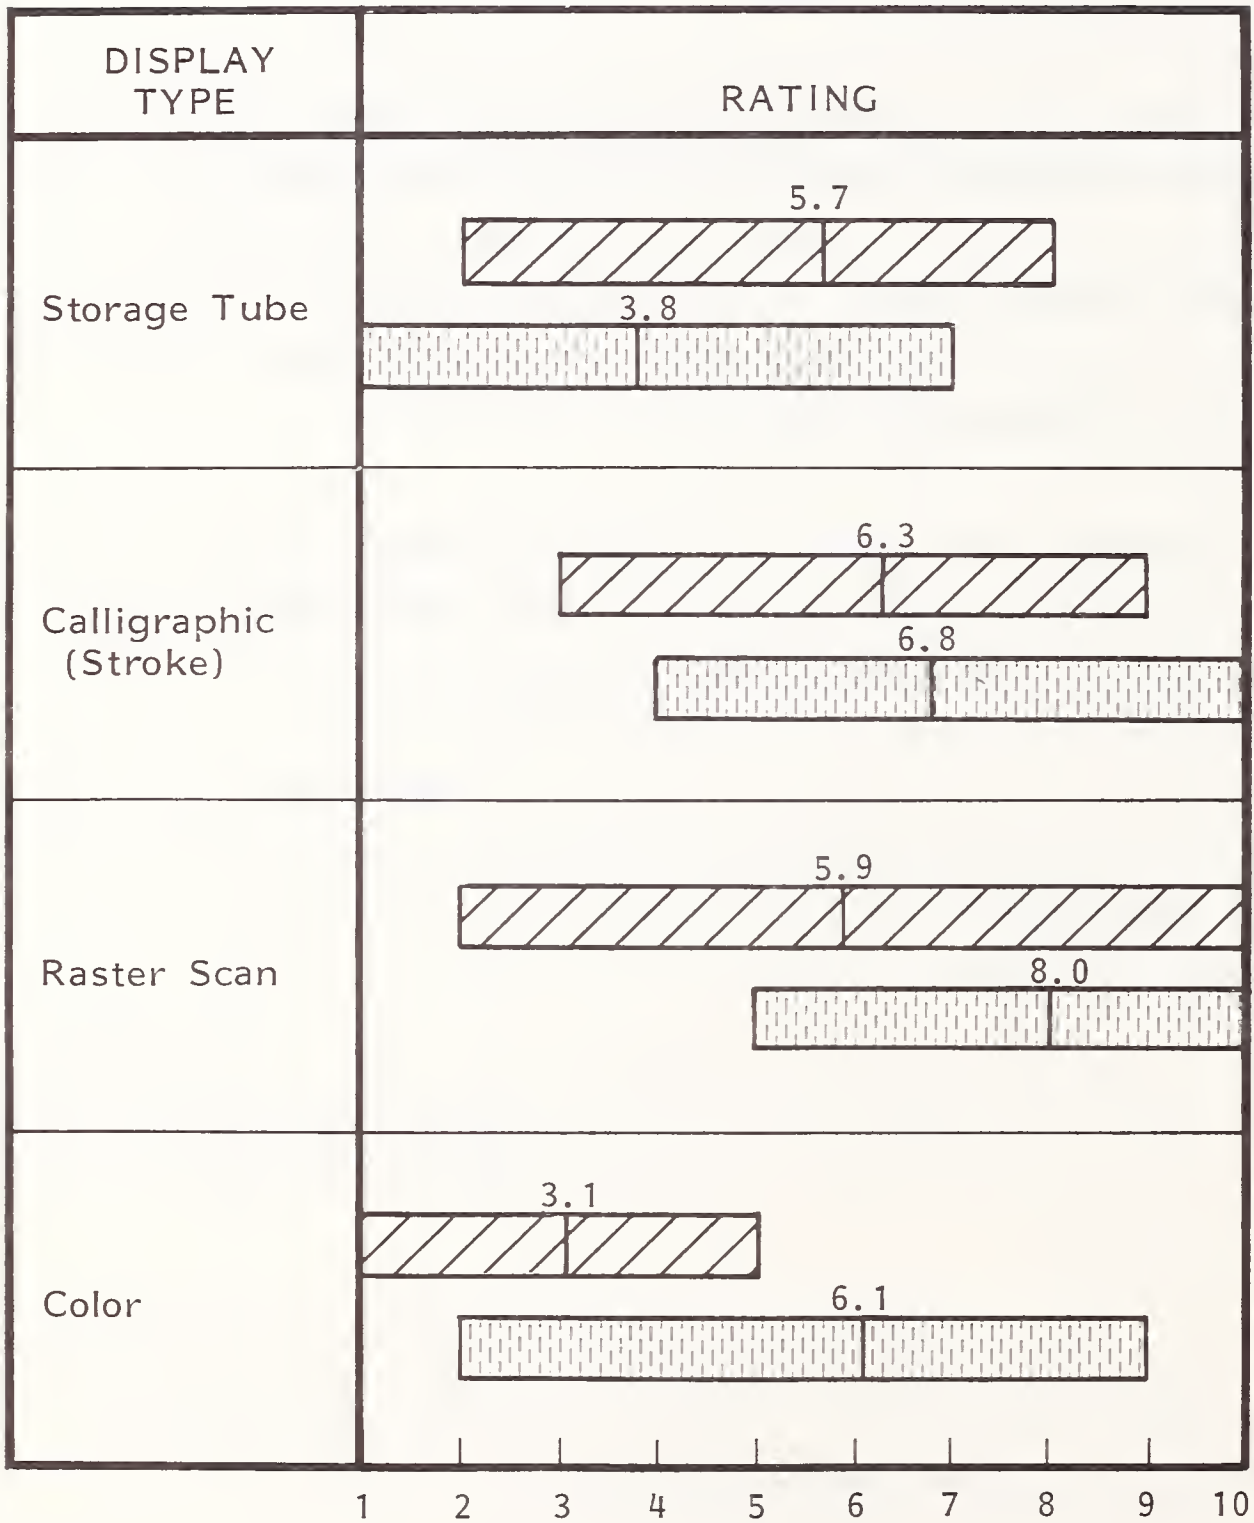 DISPLAY
TYPE
RATING
5.7
Storage Tube
3.8
6.3
Calligraphic
(Stroke)
6.8
5.9
Raster Scan
8.0
3.1
Color
6.1
1 2 3 4 5 6 7 8 9 10